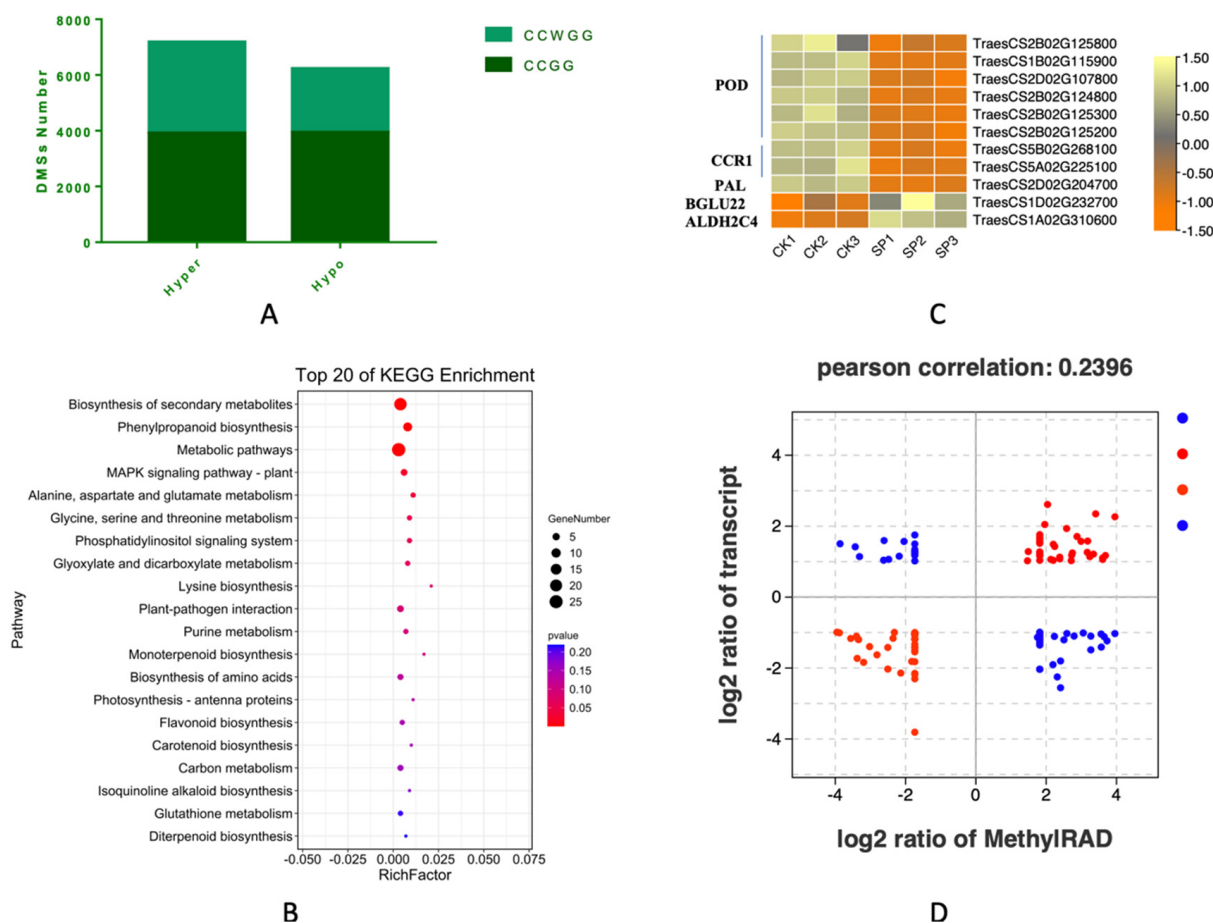 8000
6000
4000
2000
0
DMSs Number
Hyper
Hypo
CCWGG
CCGG
A
POD
CCR1
PAL
BGLU22
ALDH2C4
TraesCS2B02G125800
TraesCS1B02G115900
TraesCS2D02G107800
TraesCS2B02G124800
TraesCS2B02G125300
TraesCS2B02G125200
TraesCS5B02G268100
TraesCS5A02G225100
TraesCS2D02G204700
TraesCS1D02G232700
TraesCS1A02G310600
CK1
CK2
CK3
SP1
SP2
SP3
1.50
1.00
0.50
0.00
-0.50
-1.00
-1.50
C
Top 20 of KEGG Enrichment
Pathway
Biosynthesis of secondary metabolites
Phenylpropanoid biosynthesis
Metabolic pathways
MAPK signaling pathway - plant
Alanine, aspartate and glutamate metabolism
Glycine, serine and threonine metabolism
Phosphatidylinositol signaling system
Glyoxylate and dicarboxylate metabolism
Lysine biosynthesis
Plant-pathogen interaction
Purine metabolism
Monoterpenoid biosynthesis
Biosynthesis of amino acids
Photosynthesis - antenna proteins
Flavonoid biosynthesis
Carotenoid biosynthesis
Carbon metabolism
Isoquinoline alkaloid biosynthesis
Glutathione metabolism
Diterpenoid biosynthesis
-0.050
-0.025
0.000
0.025
0.050
0.075
RichFactor
GeneNumber
5
10
15
20
25
pvalue
0.20
0.15
0.10
0.05
B
pearson correlation: 0.2396
log2 ratio of transcript
4
2
0
-2
-4
-4
-2
0
2
4
log2 ratio of MethylRAD
D